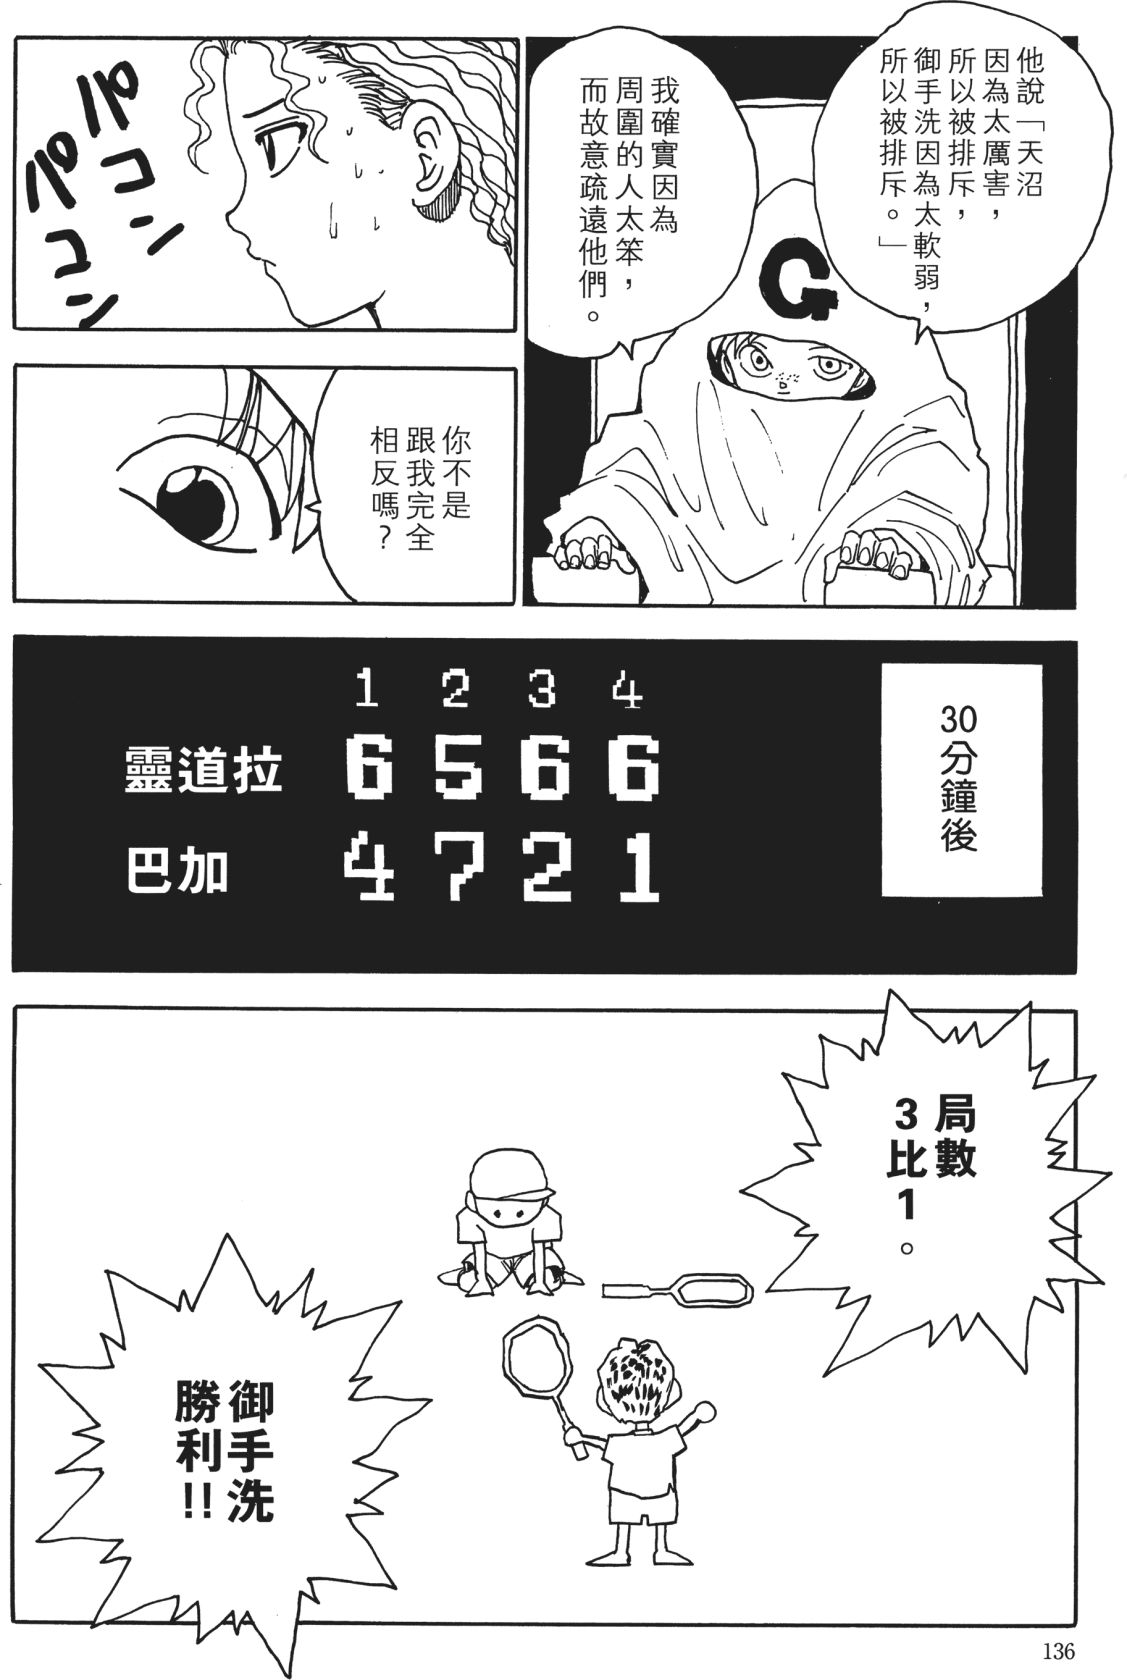 他說「天沼
因為太厲害，
所以被排斥，
御手洗因為太軟弱，
所以被排斥。」
我確實因為
周圍的人太笨，
而故意疏遠他們。
G
パコン
パコン
你不是
跟我完全
相反嗎？
30分鐘後
1 2 3 4
靈道拉 6 5 6 6
巴加 4 7 2 1
局數
3比1。
御手洗
勝利!!
136